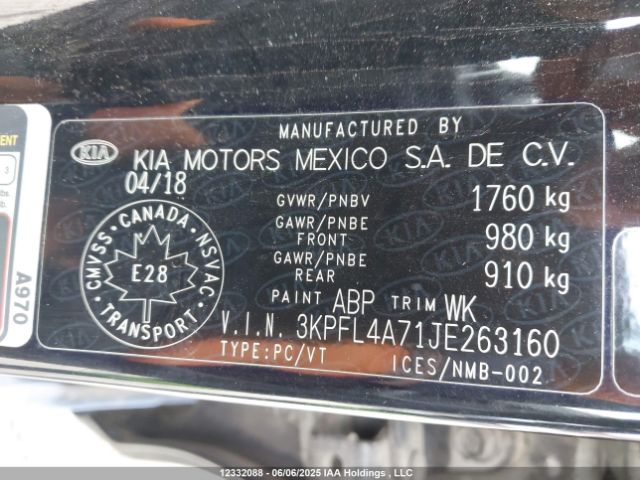 MANUFACTURED BY
KIA KIA MOTORS MEXICO S.A. DE C.V.
04/18
GVWR/PNBV 1760 kg
GAWR/PNBE FRONT 980 kg
GAWR/PNBE REAR 910 kg
PAINT ABP TRIM WK
V.I.N. 3KPFL4A71JE263160
TYPE:PC/VT ICES/NMB-002
CANADA
CMVSS NSVAC
E28
TRANSPORT
A970
3
12332088 - 06/06/2025 IAA Holdings , LLC